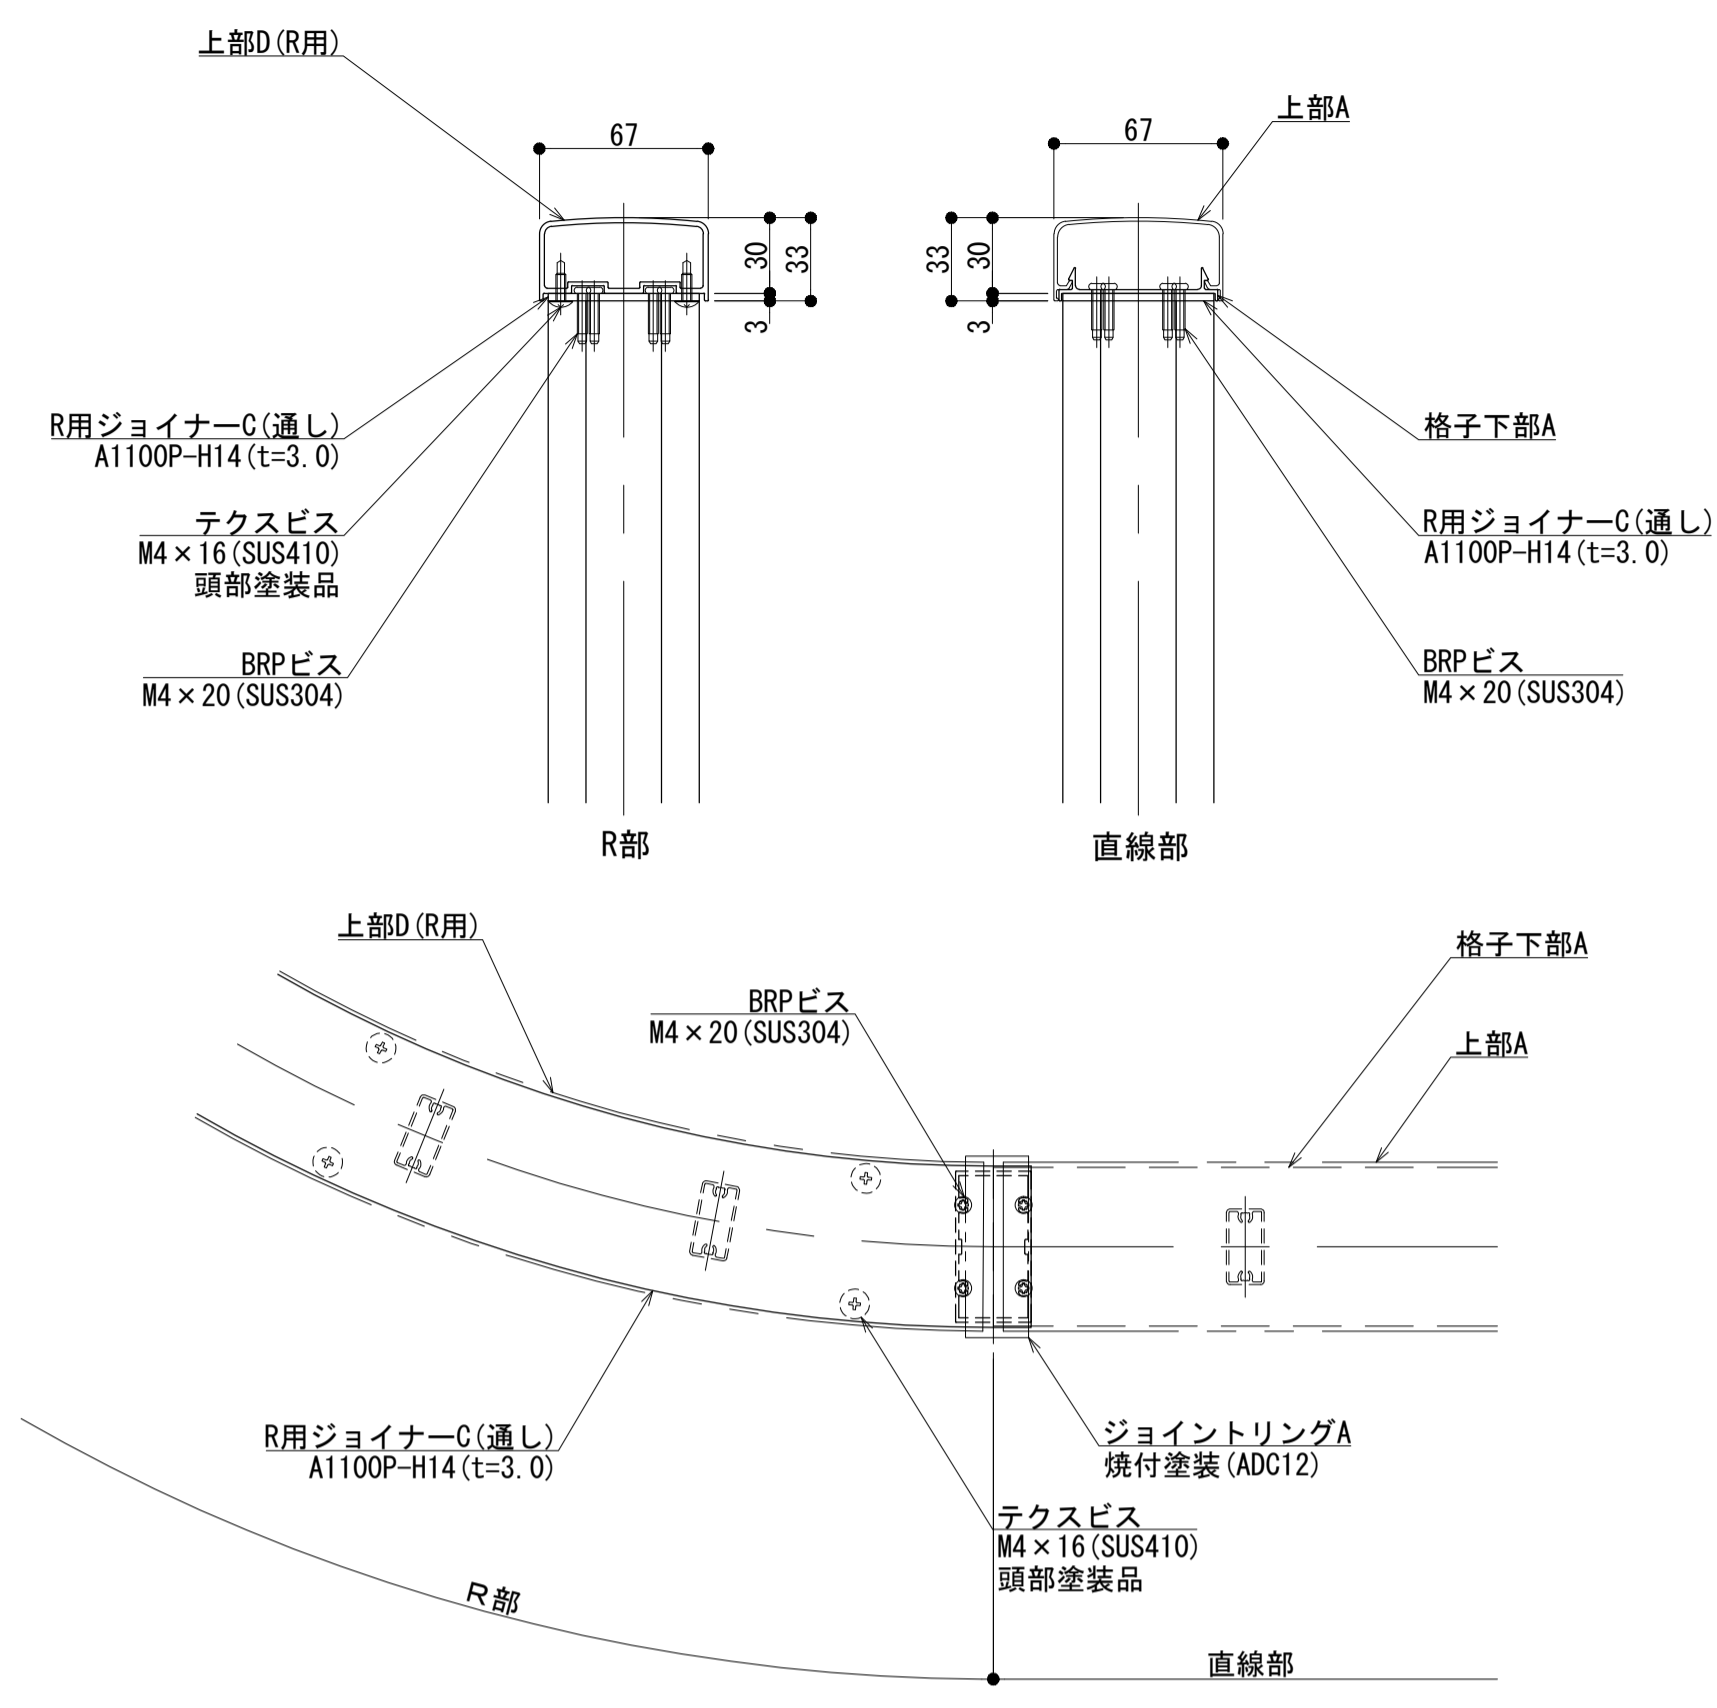 上部D(R用)
67
30
33
3
R用ジョイナーC(通し)
A1100P-H14(t=3.0)
テクスビス
M4×16(SUS410)
頭部塗装品
BRPビス
M4×20(SUS304)
R部
上部A
67
33
30
3
格子下部A
R用ジョイナーC(通し)
A1100P-H14(t=3.0)
BRPビス
M4×20(SUS304)
直線部
上部D(R用)
BRPビス
M4×20(SUS304)
格子下部A
上部A
R用ジョイナーC(通し)
A1100P-H14(t=3.0)
ジョイントリングA
焼付塗装(ADC12)
テクスビス
M4×16(SUS410)
頭部塗装品
R部
直線部